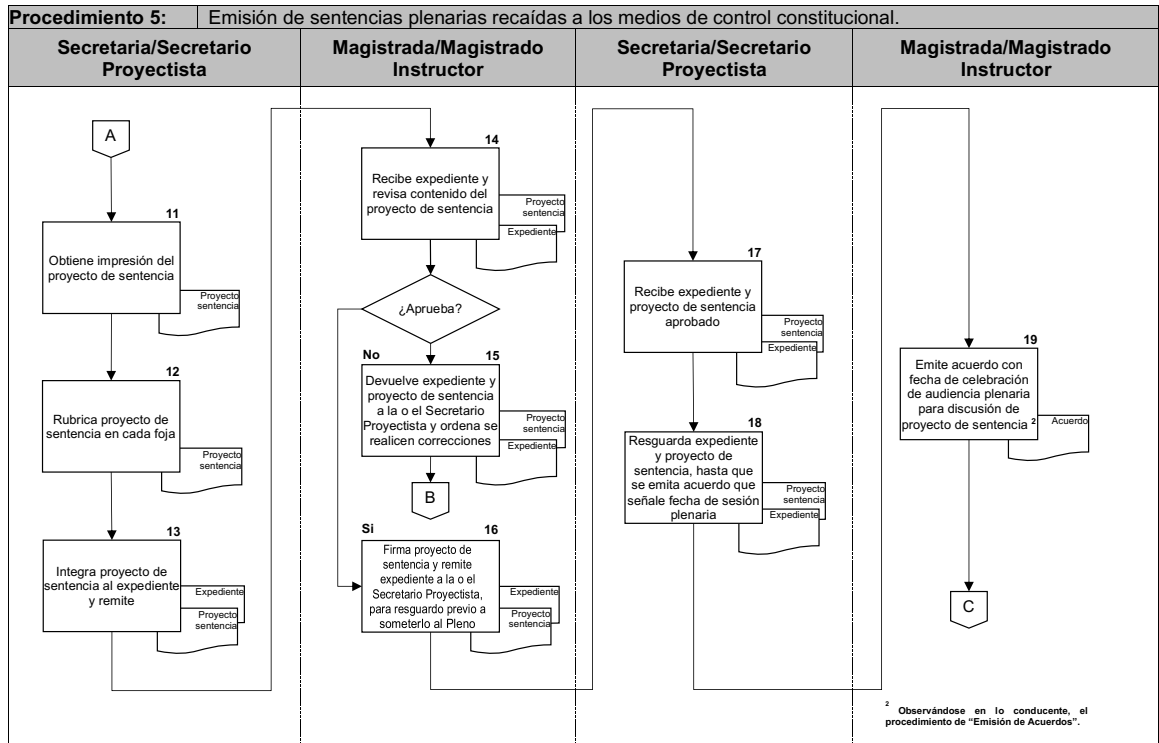 Procedimiento 5: Emisión de sentencias plenarias recaídas a los medios de control constitucional.
Secretaria/Secretario
Proyectista
Magistrada/Magistrado
Instructor
Secretaria/Secretario
Proyectista
Magistrada/Magistrado
Instructor
A
11
Obtiene impresión del
proyecto de sentencia
Proyecto
sentencia
12
Rubrica proyecto de
sentencia en cada foja
Proyecto
sentencia
13
Integra proyecto de
sentencia al expediente
y remite
Expediente
Proyecto
sentencia
14
Recibe expediente y
revisa contenido del
proyecto de sentencia
Proyecto
sentencia
Expediente
¿Aprueba?
No
15
Devuelve expediente y
proyecto de sentencia
a la o el Secretario
Proyectista y ordena se
realicen correcciones
Proyecto
sentencia
Expediente
B
Si
16
Firma proyecto de
sentencia y remite
expediente a la o el
Secretario Proyectista,
para resguardo previo a
someterlo al Pleno
Expediente
Proyecto
sentencia
17
Recibe expediente y
proyecto de sentencia
aprobado
Proyecto
sentencia
Expediente
18
Resguarda expediente
y proyecto de
sentencia, hasta que
se emita acuerdo que
señale fecha de sesión
plenaria
Proyecto
sentencia
Expediente
19
Emite acuerdo con
fecha de celebración
de audiencia plenaria
para discusión de
proyecto de sentencia ²
Acuerdo
C
² Observándose en lo conducente, el
procedimiento de “Emisión de Acuerdos”.